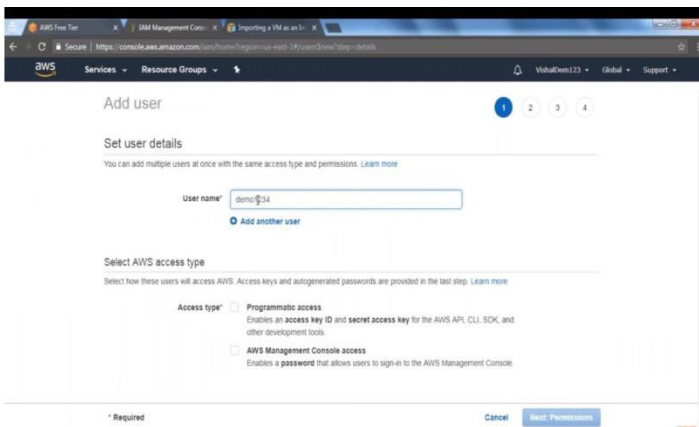 AWS Free Tier
IAM Management Cons
Importing a VM as an Im
Secure https://console.aws.amazon.com/iam/home?region=us-east-1#/users$new?step=details
aws Services Resource Groups VishalDem123 Global Support
Add user 1 2 3 4
Set user details
You can add multiple users at once with the same access type and permissions. Learn more
User name* demo1234
Add another user
Select AWS access type
Select how these users will access AWS. Access keys and autogenerated passwords are provided in the last step. Learn more
Access type* Programmatic access
Enables an access key ID and secret access key for the AWS API, CLI, SDK, and
other development tools.
AWS Management Console access
Enables a password that allows users to sign-in to the AWS Management Console.
* Required Cancel Next: Permissions